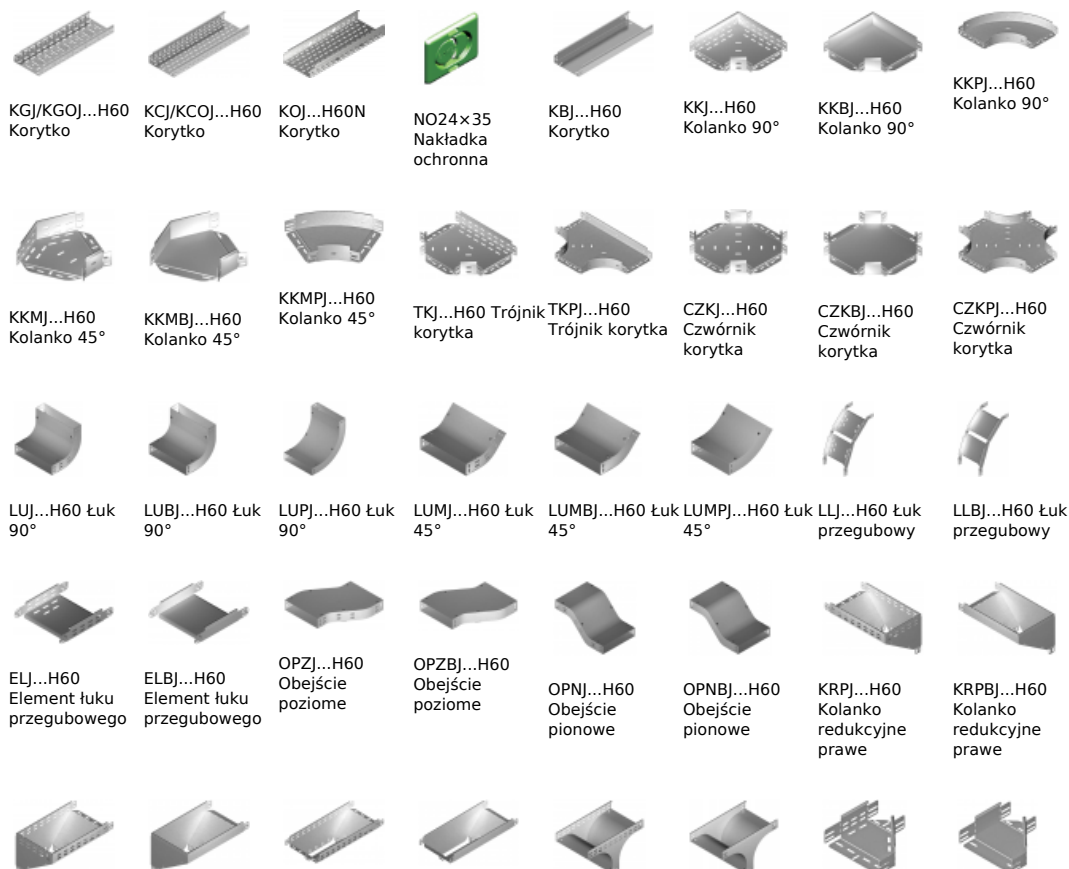 KGJ/KGOJ...H60
Korytko
KCJ/KCOJ...H60
Korytko
KOJ...H60N
Korytko
NO24×35
Nakładka
ochronna
KBJ...H60
Korytko
KKJ...H60
Kolanko 90°
KKBJ...H60
Kolanko 90°
KKPJ...H60
Kolanko 90°
KKMJ...H60
Kolanko 45°
KKMBJ...H60
Kolanko 45°
KKMPJ...H60
Kolanko 45°
TKJ...H60 Trójnik
korytka
TKPJ...H60
Trójnik korytka
CZKJ...H60
Czwórnik
korytka
CZKBJ...H60
Czwórnik
korytka
CZKPJ...H60
Czwórnik
korytka
LUJ...H60 Łuk
90°
LUBJ...H60 Łuk
90°
LUPJ...H60 Łuk
90°
LUMJ...H60 Łuk
45°
LUMBJ...H60 Łuk
45°
LUMPJ...H60 Łuk
45°
LLJ...H60 Łuk
przegubowy
LLBJ...H60 Łuk
przegubowy
ELJ...H60
Element łuku
przegubowego
ELBJ...H60
Element łuku
przegubowego
OPZJ...H60
Obejście
poziome
OPZBJ...H60
Obejście
poziome
OPNJ...H60
Obejście
pionowe
OPNBJ...H60
Obejście
pionowe
KRPJ...H60
Kolanko
redukcyjne
prawe
KRPBJ...H60
Kolanko
redukcyjne
prawe